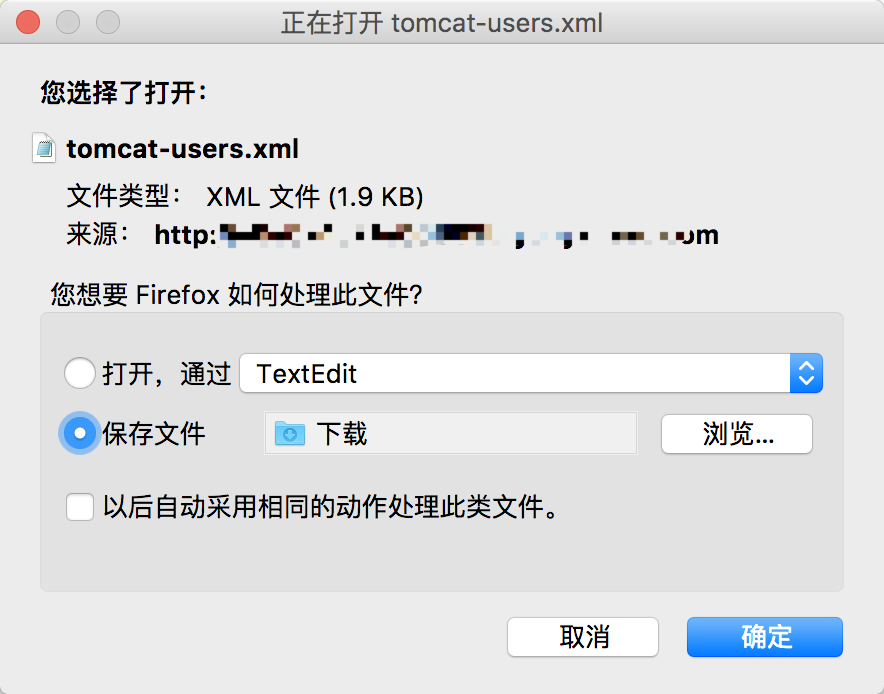 正在打开 tomcat-users.xml
您选择了打开：
tomcat-users.xml
文件类型： XML 文件 (1.9 KB)
来源： http: om
您想要 Firefox 如何处理此文件?
打开，通过 TextEdit
保存文件 下载 浏览...
以后自动采用相同的动作处理此类文件。
取消 确定